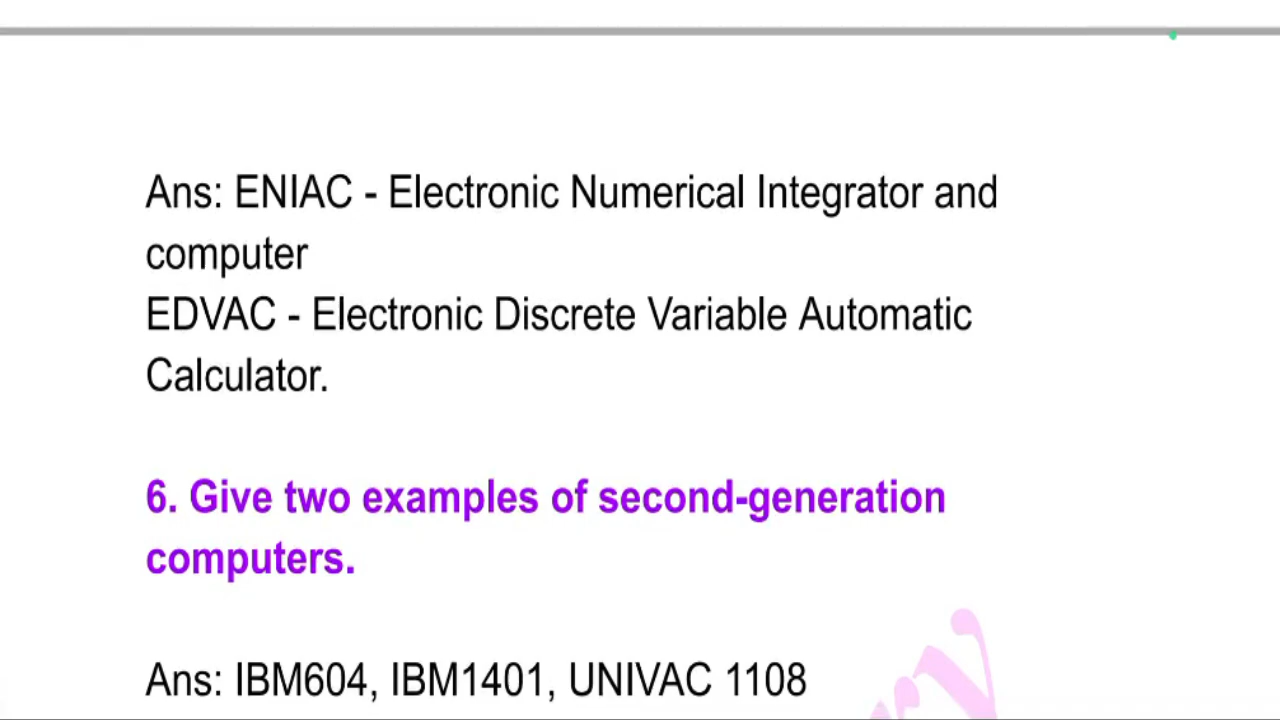 Ans: ENIAC - Electronic Numerical Integrator and
computer
EDVAC - Electronic Discrete Variable Automatic
Calculator.
6. Give two examples of second-generation
computers.
Ans: IBM604, IBM1401, UNIVAC 1108